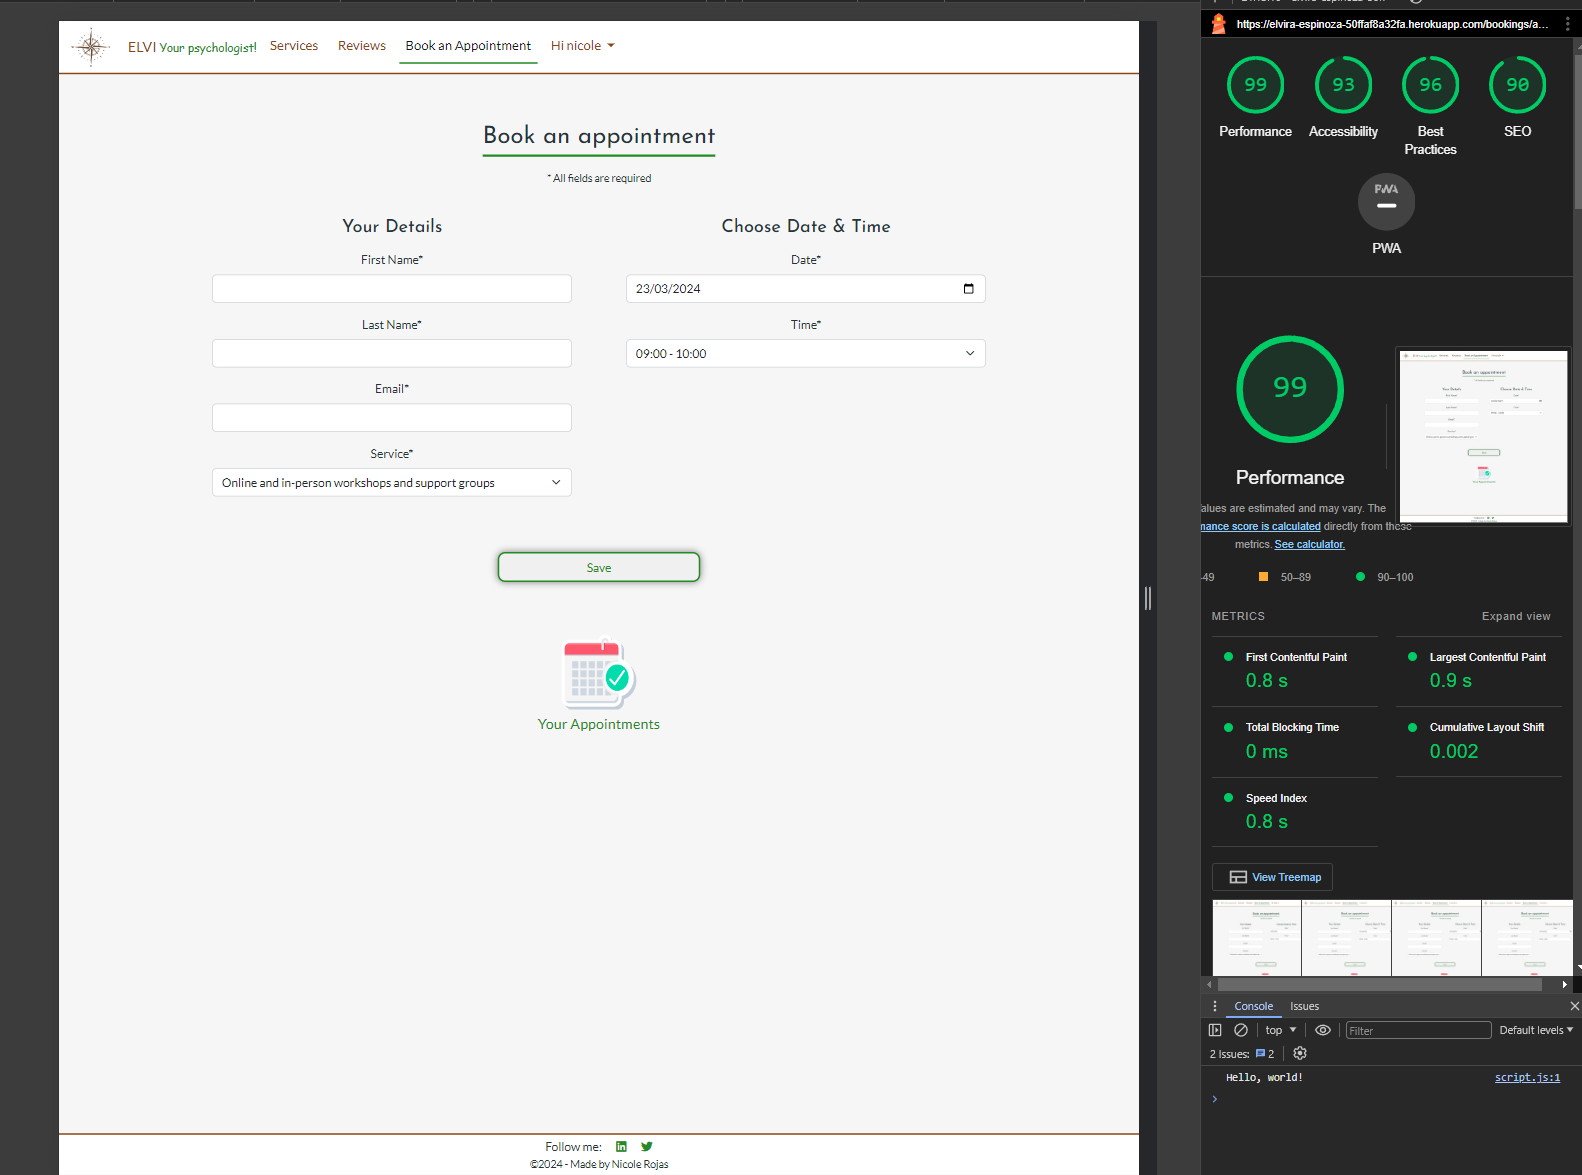 ELVI Your psychologist!
Services
Reviews
Book an Appointment
Hi nicole
Book an appointment
* All fields are required
Your Details
First Name*
Last Name*
Email*
Service*
Online and in-person workshops and support groups
Choose Date & Time
Date*
23/03/2024
Time*
09:00 - 10:00
Save
Your Appointments
Follow me:
©2024 - Made by Nicole Rojas
https://elvira-espinoza-50ffaf8a32fa.herokuapp.com/bookings/a...
99
Performance
93
Accessibility
96
Best
Practices
90
SEO
PWA
PWA
99
Performance
alues are estimated and may vary. The
mance score is calculated directly from these
metrics. See calculator.
-49
50–89
90–100
METRICS
Expand view
First Contentful Paint
0.8 s
Largest Contentful Paint
0.9 s
Total Blocking Time
0 ms
Cumulative Layout Shift
0.002
Speed Index
0.8 s
View Treemap
Console
Issues
top
Filter
Default levels
2 Issues:
2
Hello, world!
script.js:1